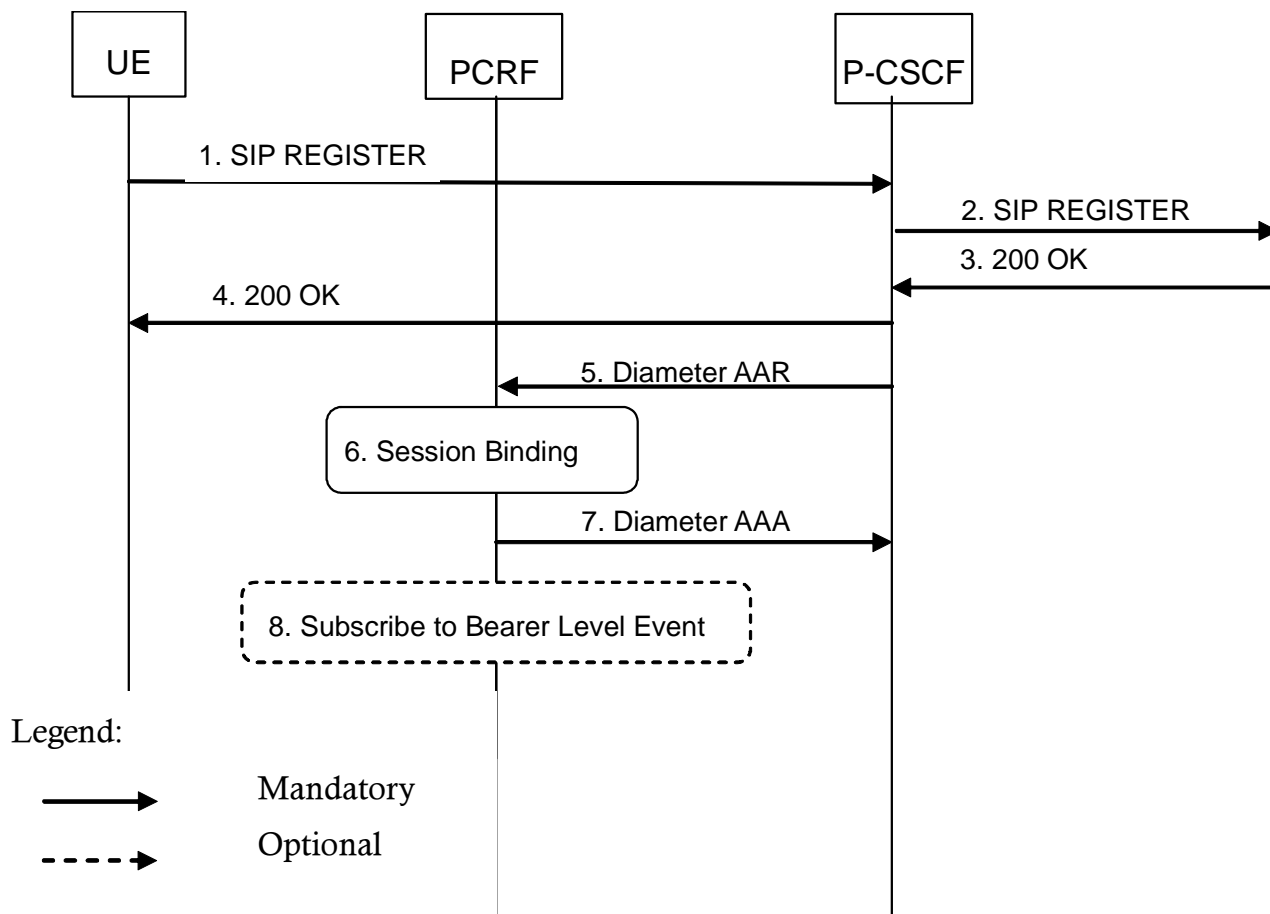 UE
PCRF
P-CSCF
1. SIP REGISTER
2. SIP REGISTER
3. 200 OK
4. 200 OK
5. Diameter AAR
6. Session Binding
7. Diameter AAA
8. Subscribe to Bearer Level Event
Legend:
Mandatory
Optional